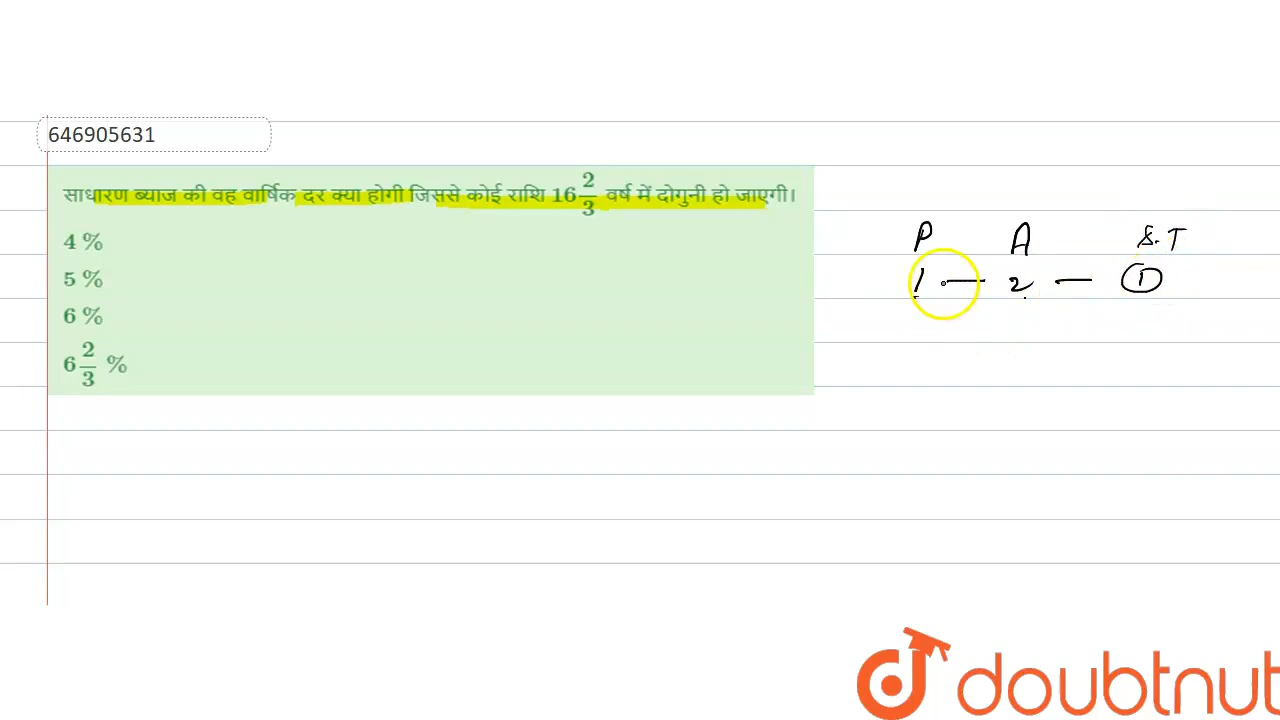 646905631
साधारण ब्याज की वह वार्षिक दर क्या होगी जिससे कोई राशि 16 2/3 वर्ष में दोगुनी हो जाएगी।
4 %
5 %
6 %
6 2/3 %
P A S.I
1 — 2 — 1
doubtnut